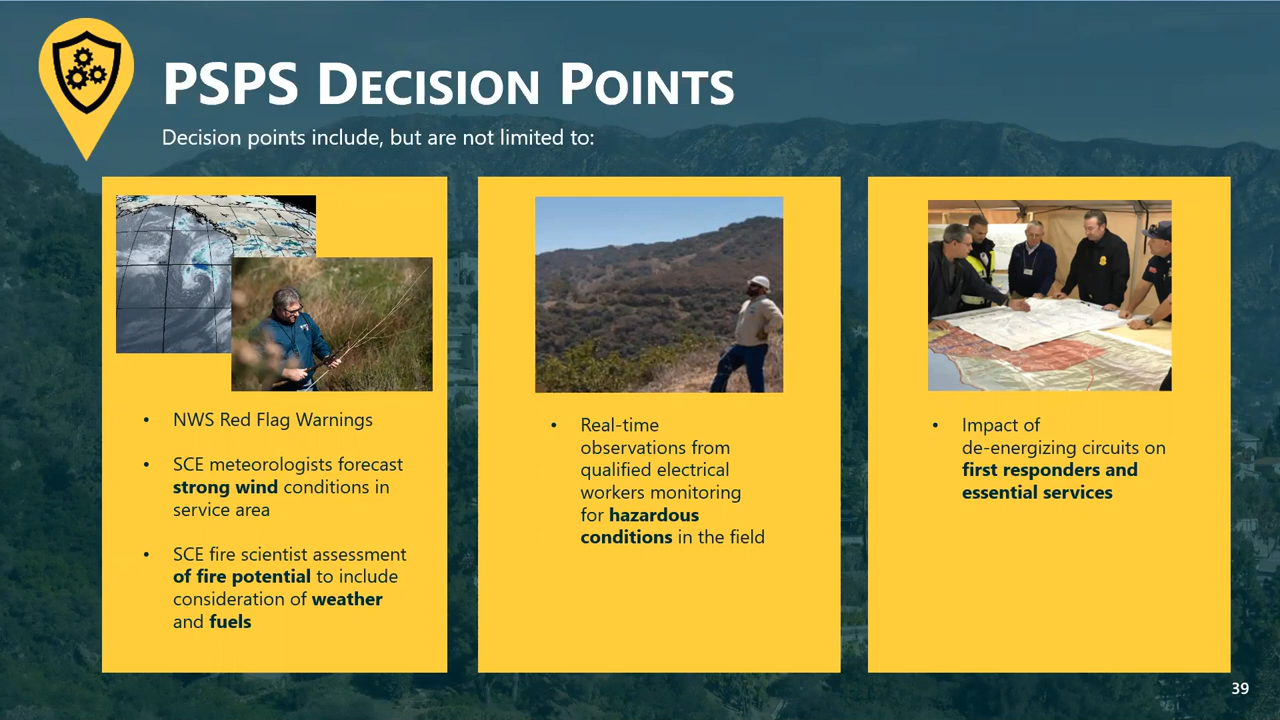 PSPS DECISION POINTS
Decision points include, but are not limited to:
• NWS Red Flag Warnings
• SCE meteorologists forecast
strong wind conditions in
service area
• SCE fire scientist assessment
of fire potential to include
consideration of weather
and fuels
• Real-time
observations from
qualified electrical
workers monitoring
for hazardous
conditions in the field
• Impact of
de-energizing circuits on
first responders and
essential services
39